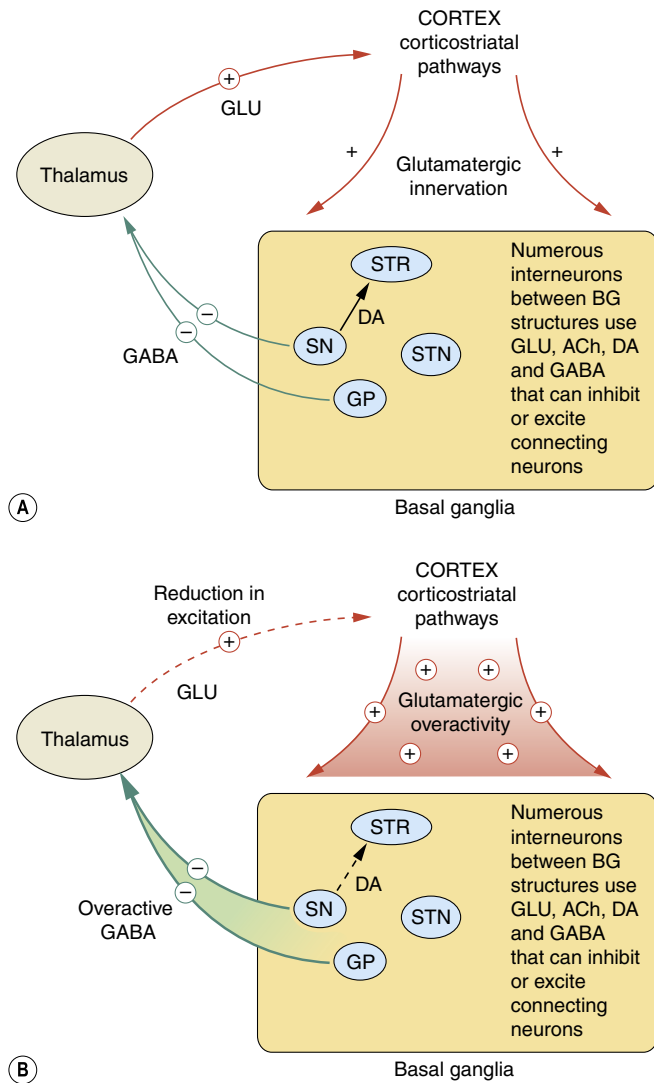 CORTEX
corticostriatal
pathways
+
GLU
Thalamus
+
Glutamatergic
innervation
+
STR
DA
SN
STN
GP
−
−
GABA
Numerous
interneurons
between BG
structures use
GLU, ACh, DA
and GABA
that can inhibit
or excite
connecting
neurons
A
Basal ganglia
Reduction in
excitation
+
GLU
CORTEX
corticostriatal
pathways
+
+
+
Glutamatergic
overactivity
+
+
+
Thalamus
STR
DA
SN
STN
GP
−
−
Overactive
GABA
Numerous
interneurons
between BG
structures use
GLU, ACh, DA
and GABA
that can inhibit
or excite
connecting
neurons
B
Basal ganglia